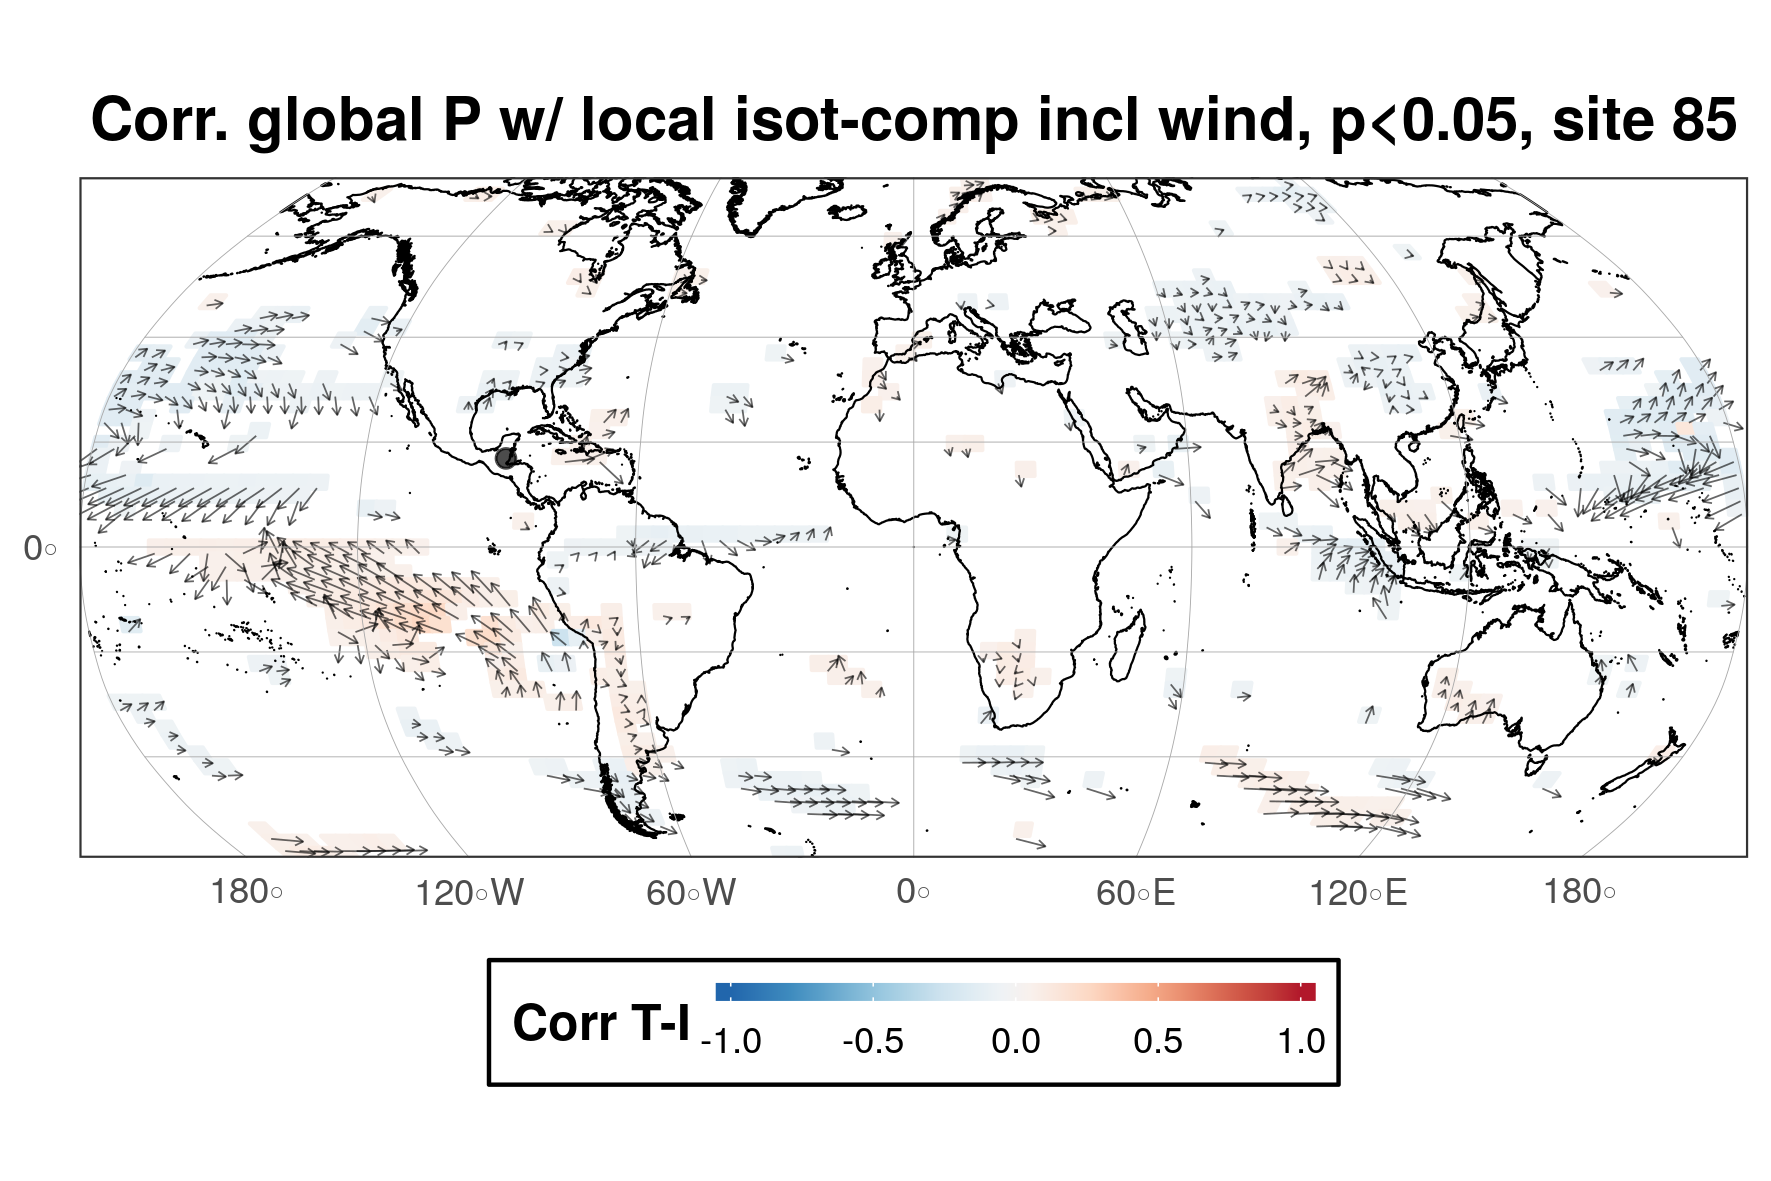 Corr. global P w/ local isot-comp incl wind, p<0.05, site 85
0○
180○ 120○W 60○W 0○ 60○E 120○E 180○
Corr T-I
-1.0 -0.5 0.0 0.5 1.0